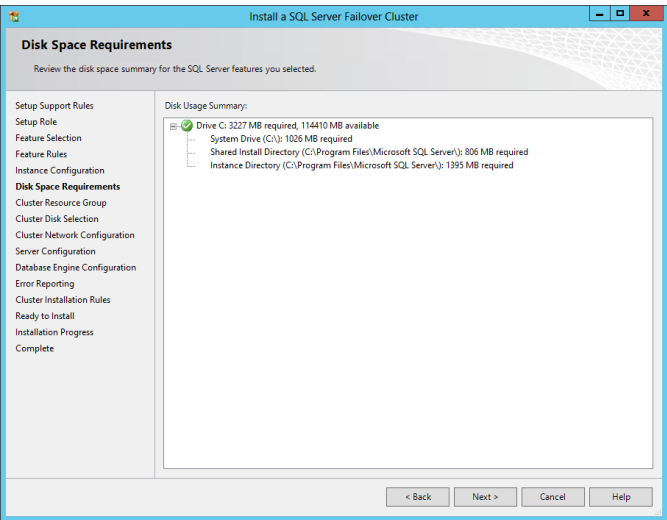 Install a SQL Server Failover Cluster
Disk Space Requirements
Review the disk space summary for the SQL Server features you selected.
Setup Support Rules
Setup Role
Feature Selection
Feature Rules
Instance Configuration
Disk Space Requirements
Cluster Resource Group
Cluster Disk Selection
Cluster Network Configuration
Server Configuration
Database Engine Configuration
Error Reporting
Cluster Installation Rules
Ready to Install
Installation Progress
Complete
Disk Usage Summary:
Drive C: 3227 MB required, 114410 MB available
System Drive (C:\): 1026 MB required
Shared Install Directory (C:\Program Files\Microsoft SQL Server\): 806 MB required
Instance Directory (C:\Program Files\Microsoft SQL Server\): 1395 MB required
< Back
Next >
Cancel
Help